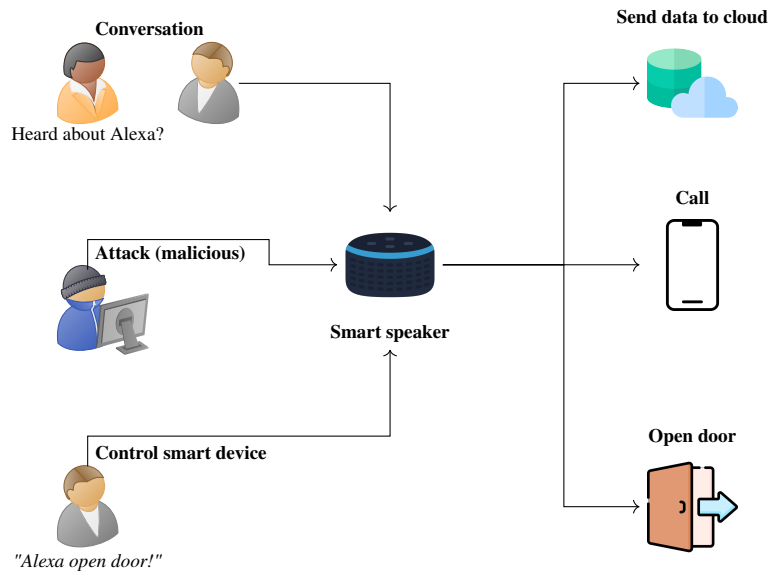 Conversation
Send data to cloud
Heard about Alexa?
Call
Attack (malicious)
Smart speaker
Control smart device
Open door
"Alexa open door!"